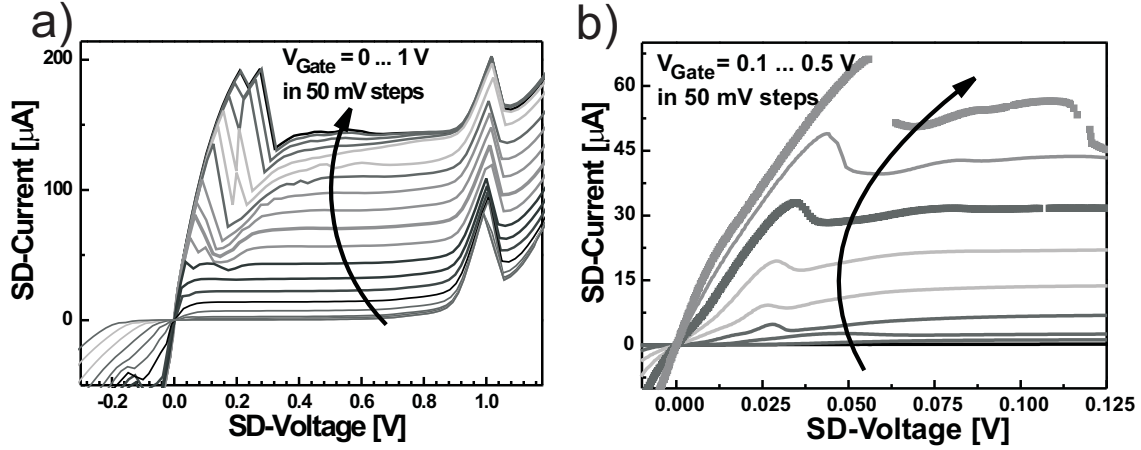 a)
V_Gate = 0 ... 1 V
in 50 mV steps
200
100
0
SD-Current [µA]
-0.2 0.0 0.2 0.4 0.6 0.8 1.0
SD-Voltage [V]
b)
V_Gate = 0.1 ... 0.5 V
in 50 mV steps
60
45
30
15
0
SD-Current [µA]
0.000 0.025 0.050 0.075 0.100 0.125
SD-Voltage [V]